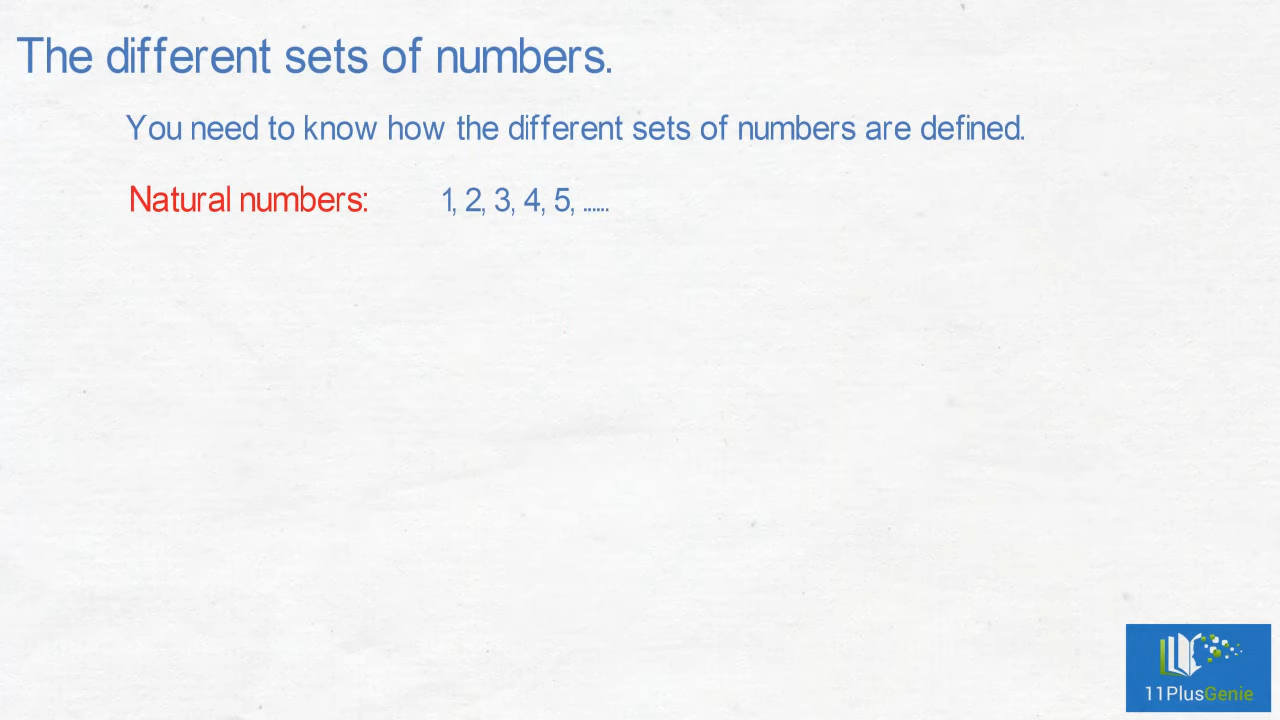 The different sets of numbers.
You need to know how the different sets of numbers are defined.
Natural numbers: 1, 2, 3, 4, 5, ......
11PlusGenie